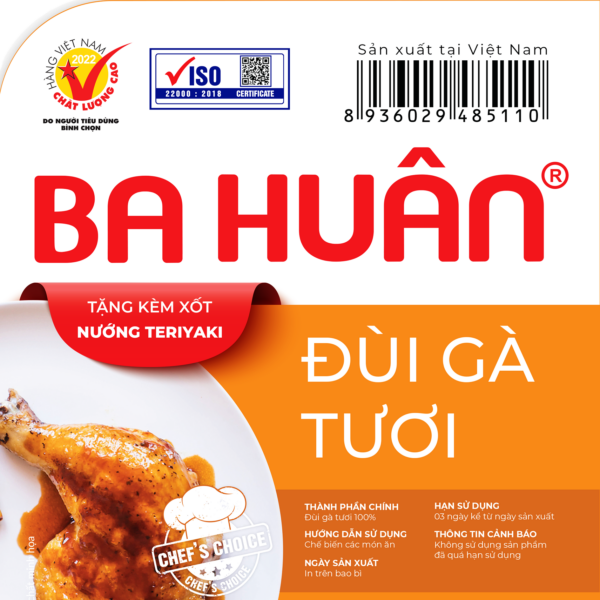 HÀNG VIỆT NAM
2022
CHẤT LƯỢNG CAO
DO NGƯỜI TIÊU DÙNG
BÌNH CHỌN
ISO
22000 : 2018 CERTIFICATE
Sản xuất tại Việt Nam
8 936029 485110
BA HUÂN®
TẶNG KÈM XỐT
NƯỚNG TERIYAKI
ĐÙI GÀ
TƯƠI
THÀNH PHẦN CHÍNH
Đùi gà tươi 100%
HƯỚNG DẪN SỬ DỤNG
Chế biến các món ăn
NGÀY SẢN XUẤT
In trên bao bì
HẠN SỬ DỤNG
03 ngày kể từ ngày sản xuất
THÔNG TIN CẢNH BÁO
Không sử dụng sản phẩm
đã quá hạn sử dụng
CHEF'S CHOICE
CHEF'S CHOICE
họa